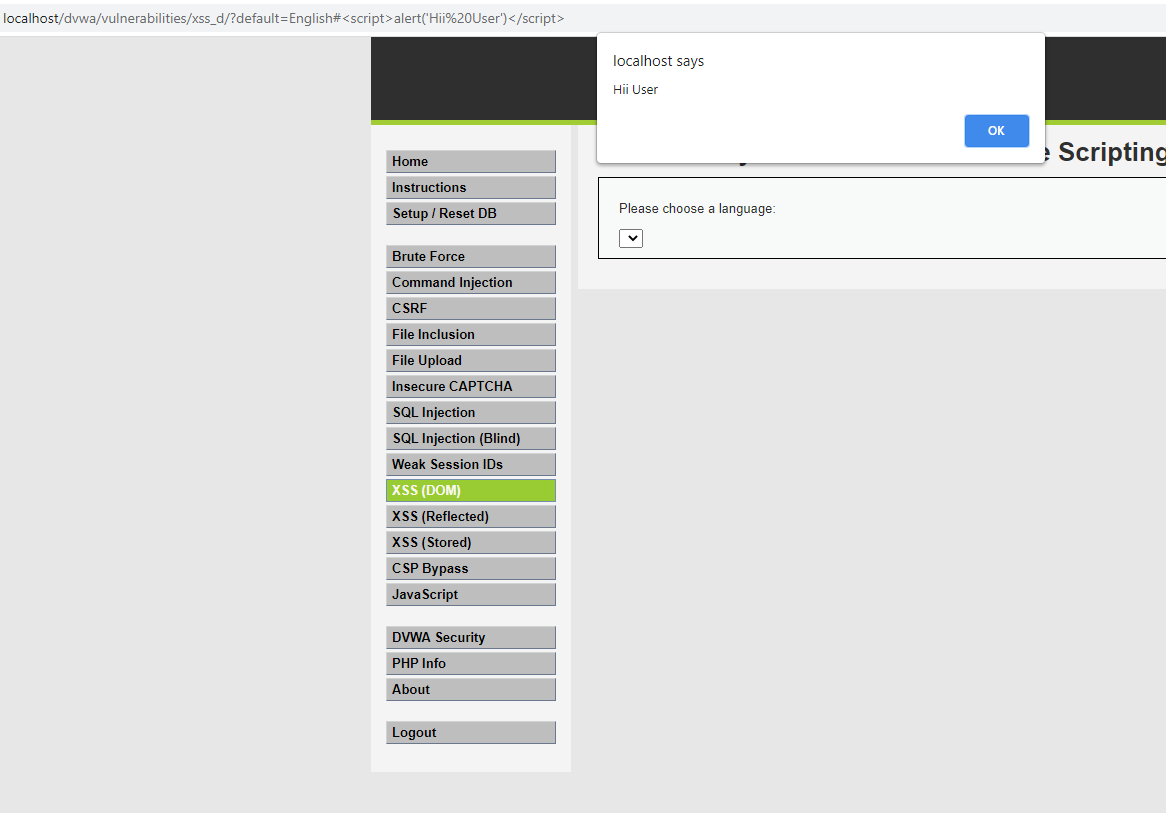 localhost/dvwa/vulnerabilities/xss_d/?default=English#<script>alert('Hii%20User')</script>
localhost says
Hii User
OK
Scripting
Home
Instructions
Setup / Reset DB
Please choose a language:
Brute Force
Command Injection
CSRF
File Inclusion
File Upload
Insecure CAPTCHA
SQL Injection
SQL Injection (Blind)
Weak Session IDs
XSS (DOM)
XSS (Reflected)
XSS (Stored)
CSP Bypass
JavaScript
DVWA Security
PHP Info
About
Logout